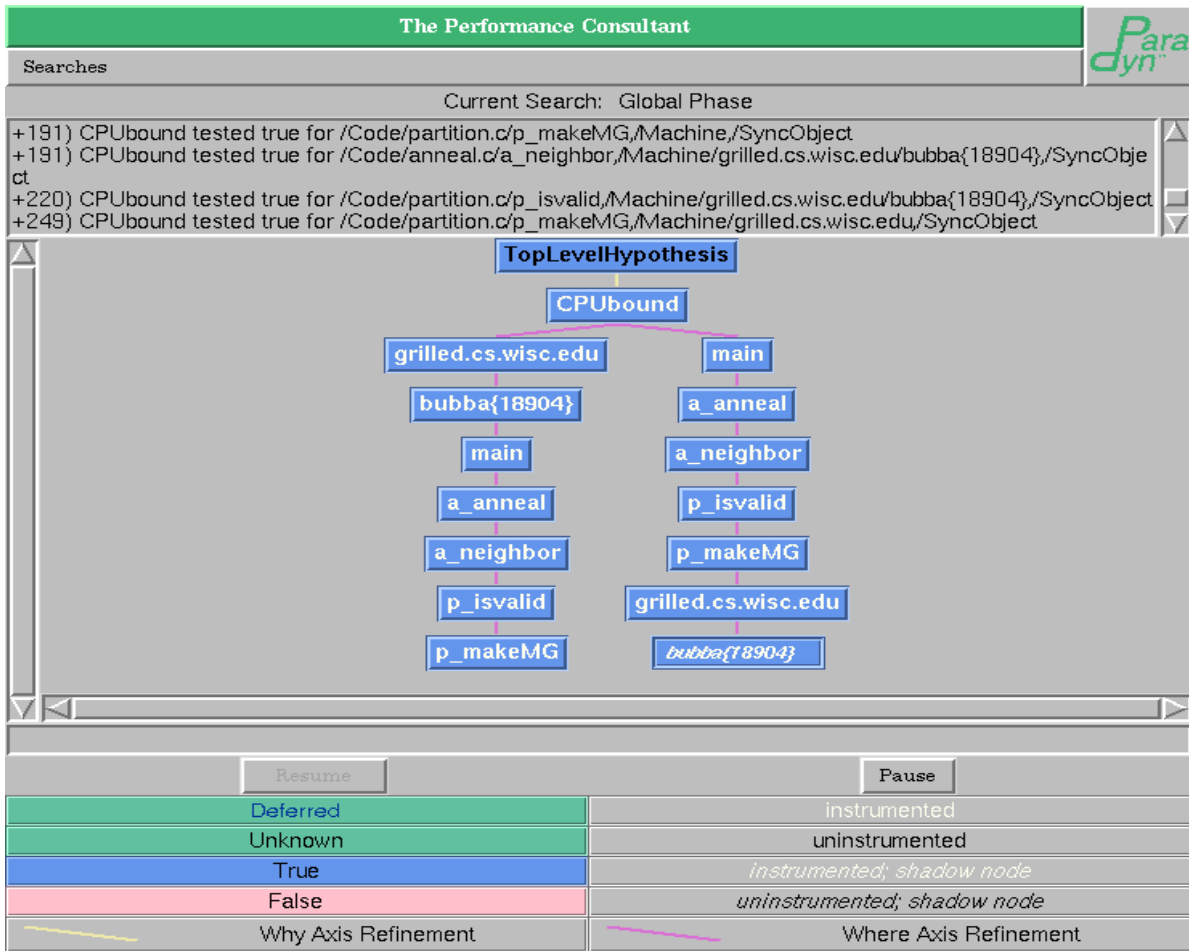 The Performance Consultant
Para
dyn™
Searches
Current Search: Global Phase
+191) CPUbound tested true for /Code/partition.c/p_makeMG,/Machine,/SyncObject
+191) CPUbound tested true for /Code/anneal.c/a_neighbor,/Machine/grilled.cs.wisc.edu/bubba{18904},/SyncObje
ct
+220) CPUbound tested true for /Code/partition.c/p_isvalid,/Machine/grilled.cs.wisc.edu/bubba{18904},/SyncObject
+249) CPUbound tested true for /Code/partition.c/p_makeMG,/Machine/grilled.cs.wisc.edu,/SyncObject
TopLevelHypothesis
CPUbound
grilled.cs.wisc.edu main
bubba{18904} a_anneal
main a_neighbor
a_anneal p_isvalid
a_neighbor p_makeMG
p_isvalid grilled.cs.wisc.edu
p_makeMG bubba{18904}
Resume Pause
Deferred instrumented
Unknown uninstrumented
True instrumented; shadow node
False uninstrumented; shadow node
Why Axis Refinement Where Axis Refinement